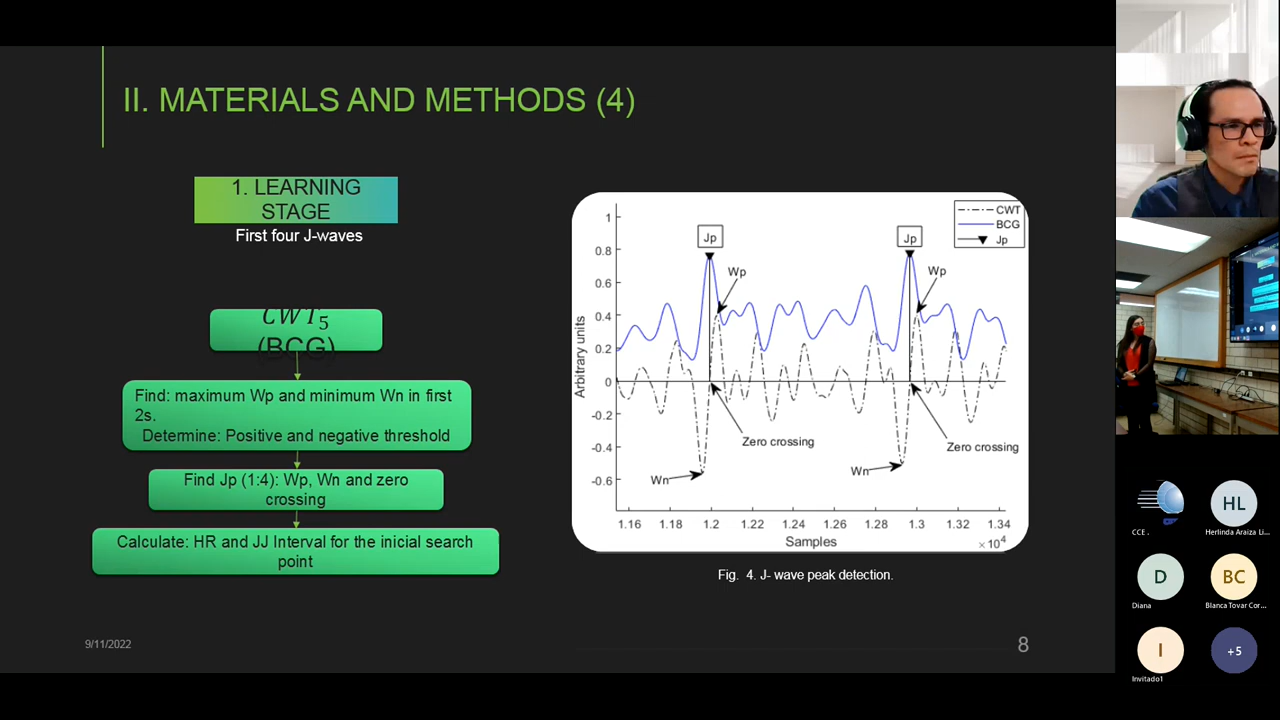 II. MATERIALS AND METHODS (4)
1. LEARNING
STAGE
First four J-waves
CWT₅
(BCG)
Find: maximum Wp and minimum Wn in first
2s.
Determine: Positive and negative threshold
Find Jp (1:4): Wp, Wn and zero
crossing
Calculate: HR and JJ Interval for the inicial search
point
CWT
BCG
Jp
Jp
Jp
Wp
Wp
Zero crossing
Zero crossing
Wn
Wn
1
0.8
0.6
0.4
0.2
0
-0.2
-0.4
-0.6
Arbitrary units
1.16 1.18 1.2 1.22 1.24 1.26 1.28 1.3 1.32 1.34
Samples
×10⁴
Fig. 4. J- wave peak detection.
9/11/2022
8
CCE .
HL
Herlinda Araiza Li...
D
Diana
BC
Blanca Tovar Cor...
I
Invitado1
+5